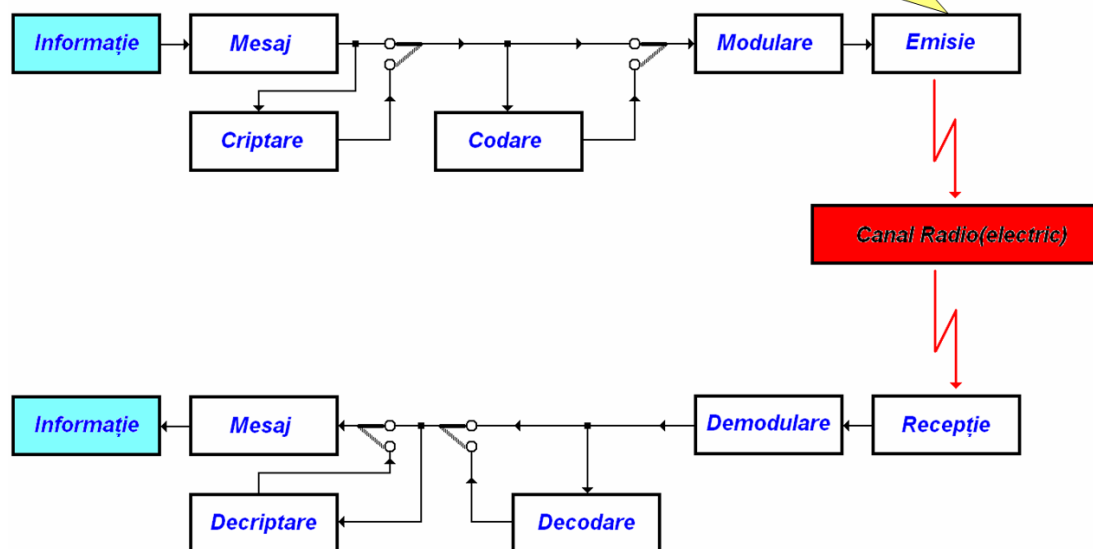 Informație
Mesaj
Modulare
Emisie
Criptare
Codare
Canal Radio(electric)
Informație
Mesaj
Demodulare
Recepție
Decriptare
Decodare